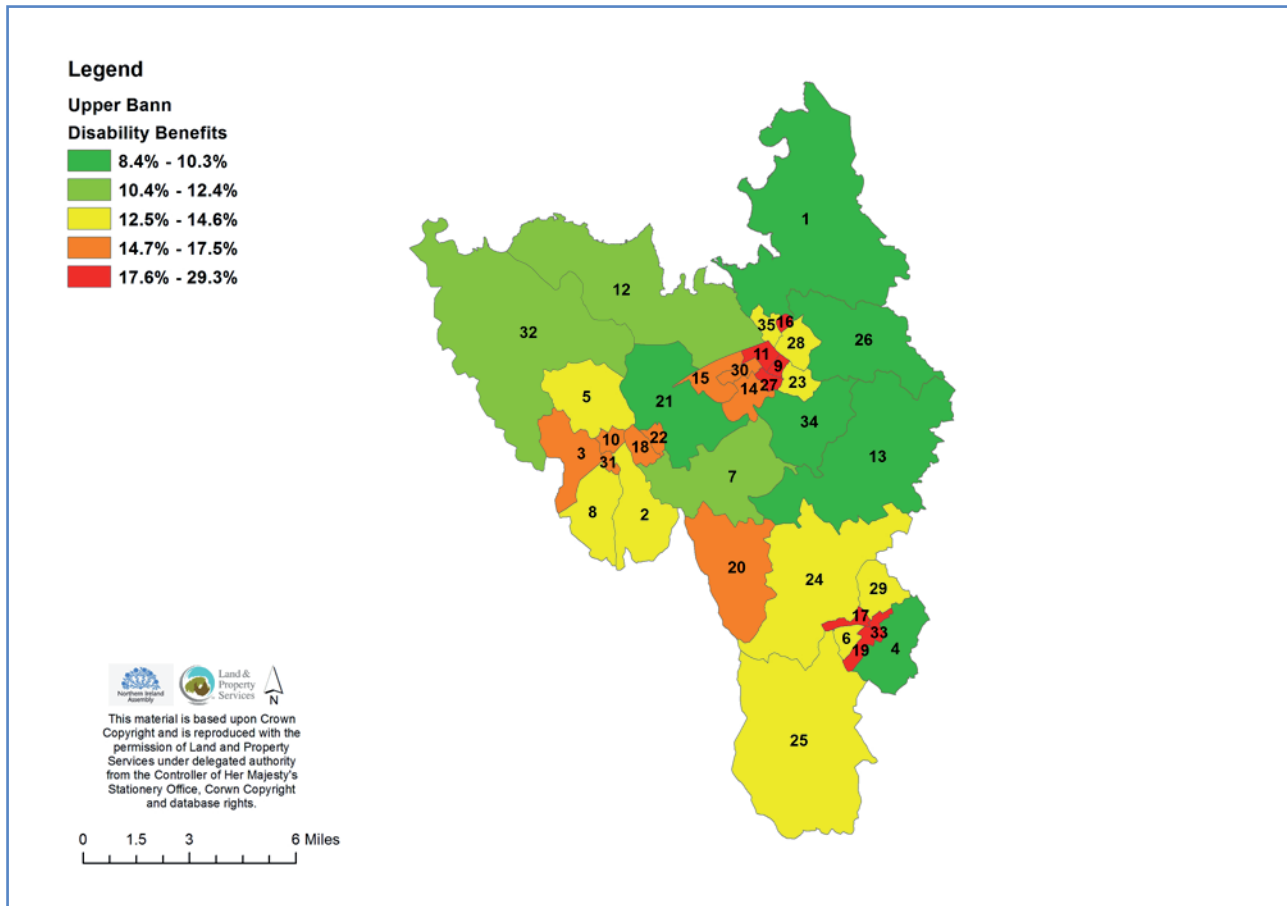 Legend
Upper Bann
Disability Benefits
8.4% - 10.3%
10.4% - 12.4%
12.5% - 14.6%
14.7% - 17.5%
17.6% - 29.3%
1
12
32
35
16
28
26
11
9
30
15
14
27
23
5
21
34
10
22
18
3
31
13
7
8
2
20
24
29
17
33
6
19
4
25
Northern Ireland
Assembly
Land &
Property
Services
N
This material is based upon Crown
Copyright and is reproduced with the
permission of Land and Property
Services under delegated authority
from the Controller of Her Majesty's
Stationery Office, Corwn Copyright
and database rights.
0 1.5 3 6 Miles